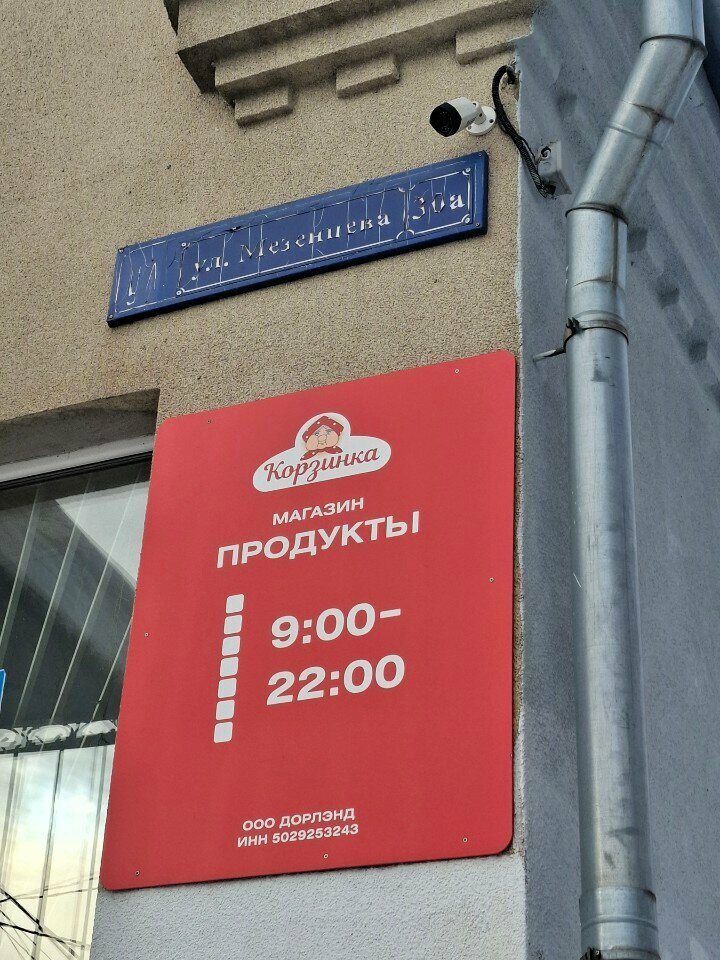 ул. Мезенцева 30а
Корзинка
МАГАЗИН
ПРОДУКТЫ
9:00-
22:00
ООО ДОРЛЭНД
ИНН 5029253243